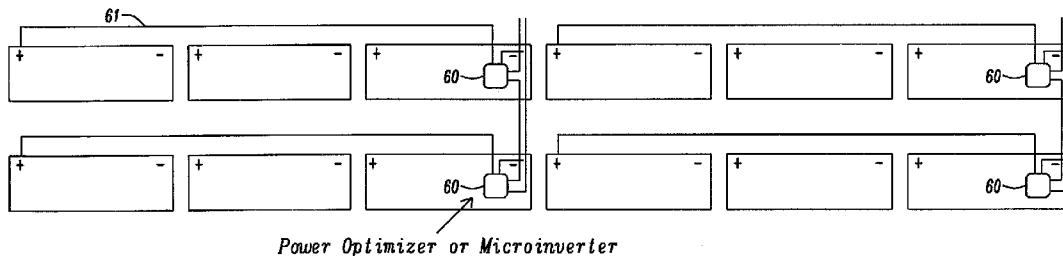 61
+ - + - + - + - + - + -
60 60
+ - + - + - + - + - + -
60 60
Power Optimizer or Microinverter